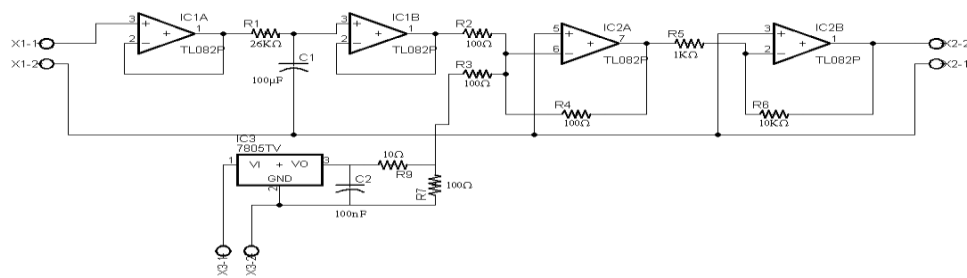 X1-1
X1-2
3
2
1
IC1A
TL082P
R1
26KΩ
C1
100µF
3
2
1
IC1B
TL082P
R2
100Ω
R3
100Ω
5
6
7
IC2A
TL082P
R4
100Ω
R5
1KΩ
3
2
1
IC2B
TL082P
R6
10KΩ
X2-2
X2-1
IC3
7805TV
1
VI
VO
3
GND
2
C2
100nF
10Ω
R9
R7
100Ω
X3-1
X3-2